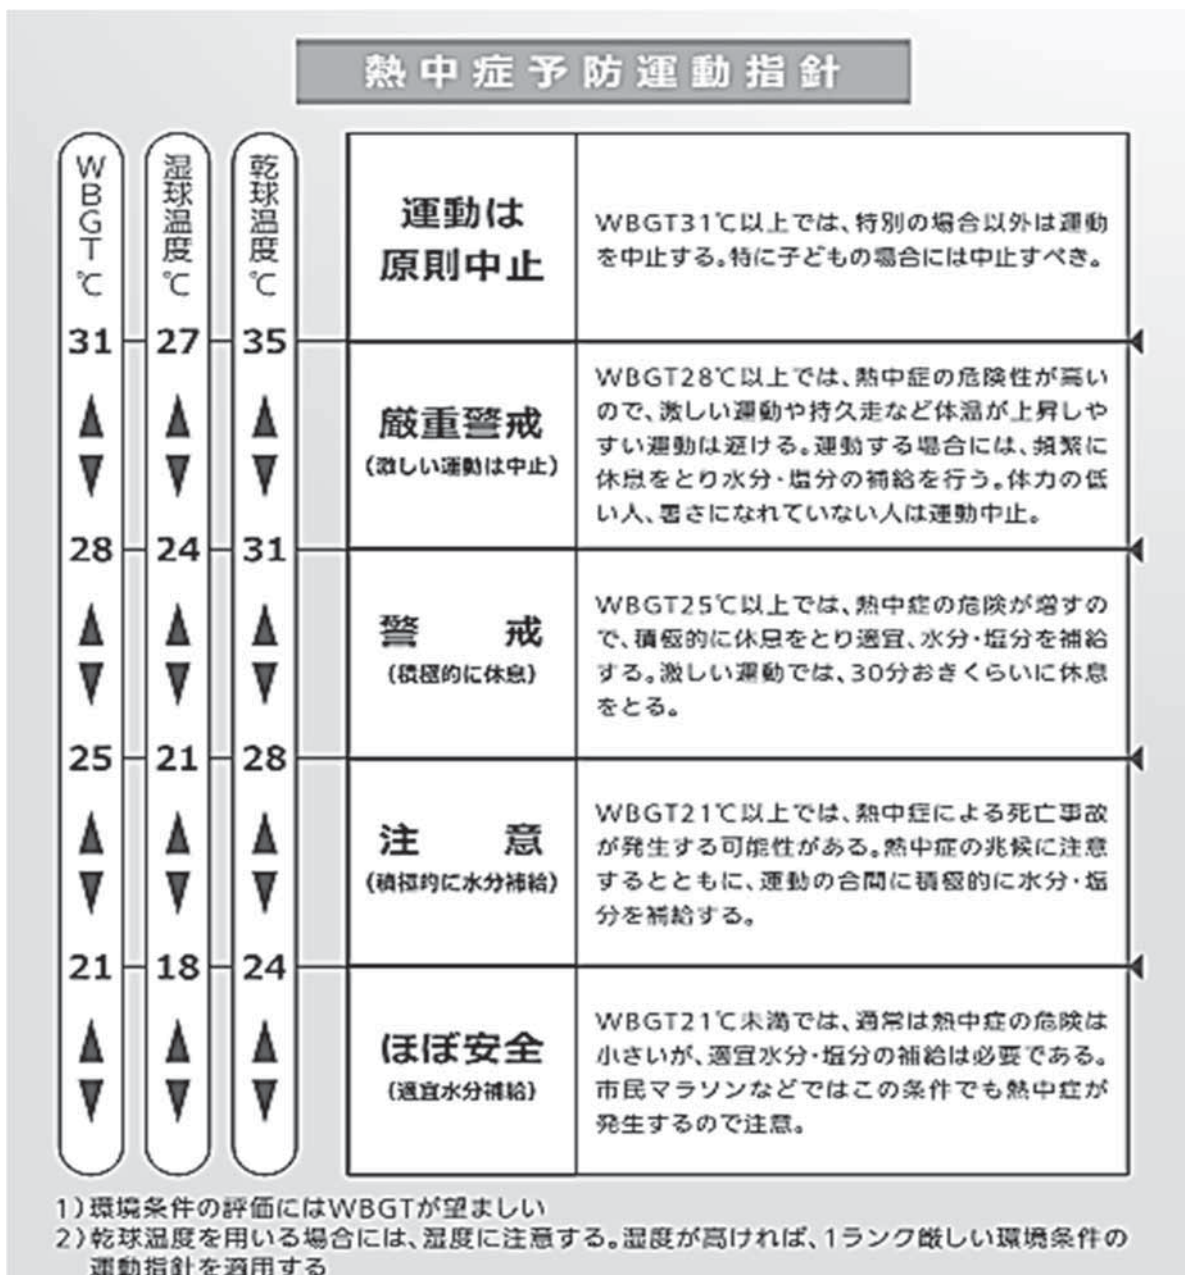 熱中症予防運動指針
WBGT℃
湿球温度℃
乾球温度℃
運動は
原則中止
WBGT31℃以上では、特別の場合以外は運動
を中止する。特に子どもの場合には中止すべき。
31 27 35
厳重警戒
(激しい運動は中止)
WBGT28℃以上では、熱中症の危険性が高い
ので、激しい運動や持久走など体温が上昇しや
すい運動は避ける。運動する場合には、頻繁に
休息をとり水分・塩分の補給を行う。体力の低
い人、暑さになれていない人は運動中止。
28 24 31
警戒
(積極的に休息)
WBGT25℃以上では、熱中症の危険が増すの
で、積極的に休息をとり適宜、水分・塩分を補給
する。激しい運動では、30分おきくらいに休息
をとる。
25 21 28
注意
(積極的に水分補給)
WBGT21℃以上では、熱中症による死亡事故
が発生する可能性がある。熱中症の兆候に注意
するとともに、運動の合間に積極的に水分・塩
分を補給する。
21 18 24
ほぼ安全
(適宜水分補給)
WBGT21℃未満では、通常は熱中症の危険は
小さいが、適宜水分・塩分の補給は必要である。
市民マラソンなどではこの条件でも熱中症が
発生するので注意。
1)環境条件の評価にはWBGTが望ましい
2)乾球温度を用いる場合には、湿度に注意する。湿度が高ければ、1ランク厳しい環境条件の
運動指針を適用する